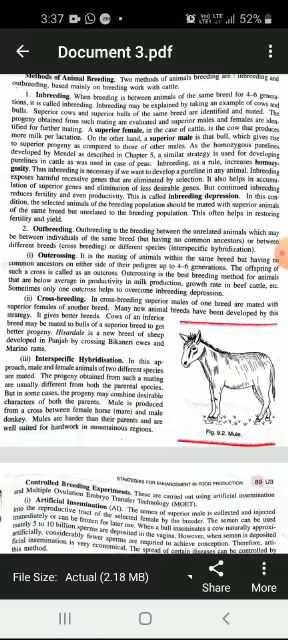 3:37
Vo) LTE
LTE1
52%
Document 3.pdf
Methods of Animal Breeding. Two methods of animals breeding are : inbreeding and
outbreeding, based mainly on breeding work with cattle.
1. Inbreeding. When breeding is between animals of the same breed for 4-6 genera-
tions, it is called inbreeding. Inbreeding may be explained by taking an example of cows and
bulls. Superior cows and superior bulls of the same breed are identified and mated. The
progeny obtained from such mating are evaluated and superior males and females are iden-
tified for further mating. A superior female, in the case of cattle, is the cow that produces
more milk per lactation. On the other hand, a superior male is that bull, which gives rise
to superior progeny as compared to those of other males. As the homozygous purelines
developed by Mendel as described in Chapter 5, a similar strategy is used for developing
purelines in cattle as was used in case of peas. Inbreeding, as a rule, increases homozy-
gosity. Thus inbreeding is necessary if we want to develop a pureline in any animal. Inbreeding
exposes harmful recessive genes that are eliminated by selection. It also helps in accumu-
lation of superior genes and elimination of less desirable genes. But continued inbreeding
reduces fertility and even productivity. This is called inbreeding depression. In this con-
dition, the selected animals of the breeding population should be mated with superior animals
of the same breed but unrelated to the breeding population. This often helps in restoring
fertility and yield.
2. Outbreeding. Outbreeding is the breeding between the unrelated animals which may
be between individuals of the same breed (but having no common ancestors) or between
different breeds (cross breeding) or different species (interspecific hybridization).
(i) Outcrossing. It is the mating of animals within the same breed but having no
common ancestors on either side of their pedigree up to 4-6 generations. The offspring of
such a cross is called an outcross. Outcrossing is the best breeding method for animals
that are below average in productivity in milk production, growth rate in beef cattle, etc.
Sometimes only one outcross helps to overcome inbreeding depression.
(ii) Cross-breeding. In cross-breeding superior males of one breed are mated with
superior females of another breed. Many new animal breeds have been developed by this
strategy. It gives better breeds. Cows of an inferior
breed may be mated to bulls of a superior breed to get
better progeny. Hisardale is a new breed of sheep
developed in Punjab by crossing Bikaneri ewes and
Marino rams.
(iii) Interspecific Hybridisation. In this ap-
proach, male and female animals of two different species
are mated. The progeny obtained from such a mating
are usually different from both the parental species.
But in some cases, the progeny may combine desirable
characters of both the parents. Mule is produced
from a cross between female horse (mare) and male
donkey. Mules are hardier than their parents and are
well suited for hardwork in mountainous regions.
Fig. 9.2. Mule.
STRATEGIES FOR ENHANCEMENT IN FOOD PRODUCTION
89 U3
Controlled Breeding Experiments. These are carried out using artificial insemination
and Multiple Ovulation Embryo Transfer Technology (MOET).
(i) Artificial Insemination (AI). The semen of superior male is collected and injected
into the reproductive tract of the selected female by the breeder. The semen can be used
immediately or can be frozen for later use. When a bull inseminates a cow naturally approxi-
mately 5 to 10 billion sperms are deposited in the vagina. However, when semen is deposited
artificially, considerably fewer sperms are required to achieve conception. Therefore, arti-
ficial insemination is very economical. The spread of certain diseases can be controlled by
this method.
File Size:
Actual (2.18 MB)
Share
More